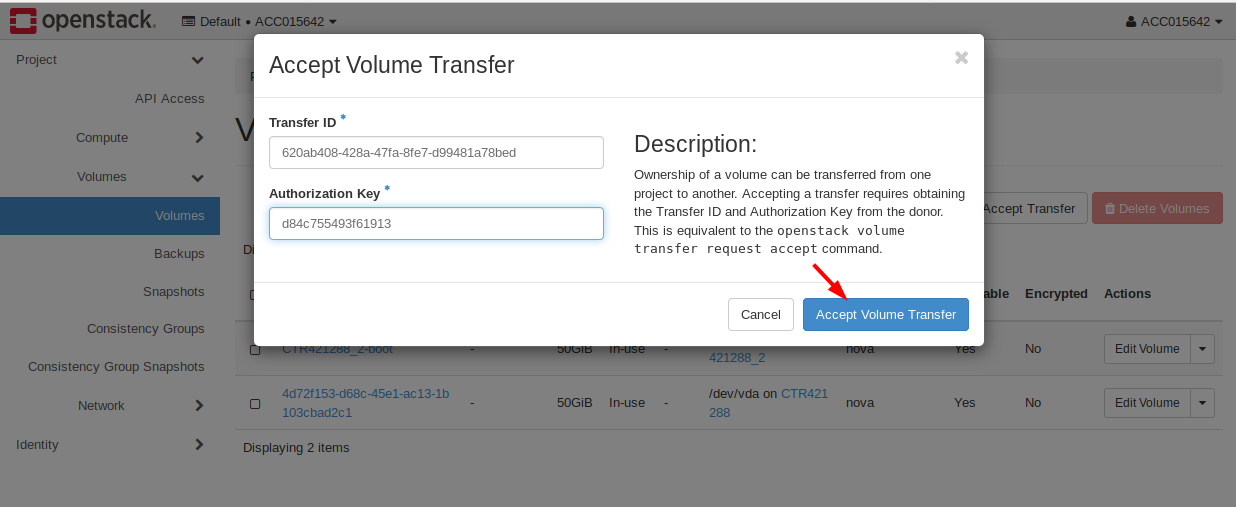 openstack.
Default • ACC015642
ACC015642
Project
API Access
Compute
Volumes
Volumes
Backups
Snapshots
Consistency Groups
Consistency Group Snapshots
Network
Identity
Accept Volume Transfer
Transfer ID *
620ab408-428a-47fa-8fe7-d99481a78bed
Authorization Key *
d84c755493f61913
Description:
Ownership of a volume can be transferred from one
project to another. Accepting a transfer requires obtaining
the Transfer ID and Authorization Key from the donor.
This is equivalent to the openstack volume
transfer request accept command.
Cancel
Accept Volume Transfer
Accept Transfer
Delete Volumes
Encrypted
Actions
CTR421288_2-boot
-
50GiB
In-use
-
421288_2
nova
Yes
No
Edit Volume
4d72f153-d68c-45e1-ac13-1b
103cbad2c1
-
50GiB
In-use
-
/dev/vda on CTR421
288
nova
Yes
No
Edit Volume
Displaying 2 items